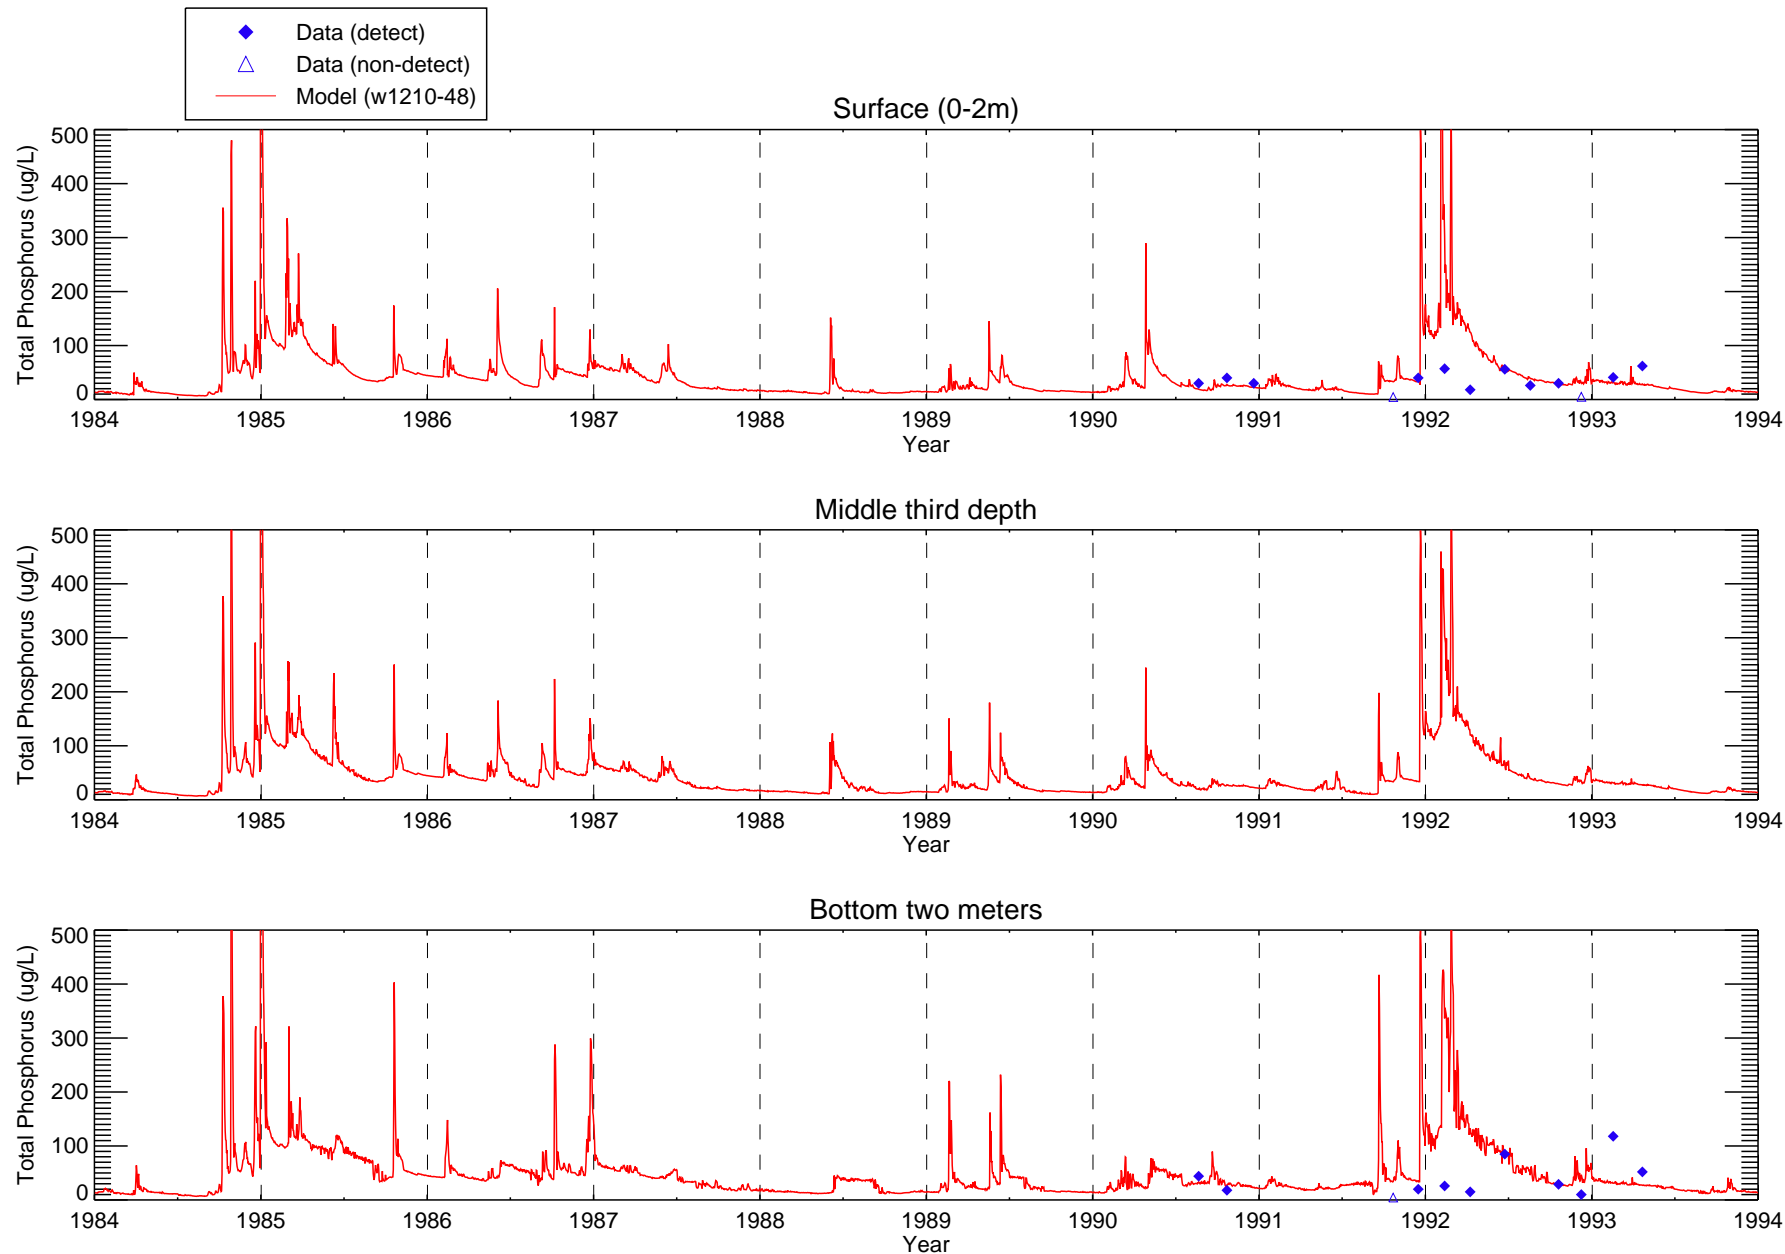 Data (detect)
Data (non-detect)
Model (w1210-48)
Surface (0-2m)
Total Phosphorus (ug/L)
500
400
300
200
100
0
1984 1985 1986 1987 1988 1989 1990 1991 1992 1993 1994
Year
Middle third depth
Total Phosphorus (ug/L)
500
400
300
200
100
0
1984 1985 1986 1987 1988 1989 1990 1991 1992 1993 1994
Year
Bottom two meters
Total Phosphorus (ug/L)
500
400
300
200
100
0
1984 1985 1986 1987 1988 1989 1990 1991 1992 1993 1994
Year